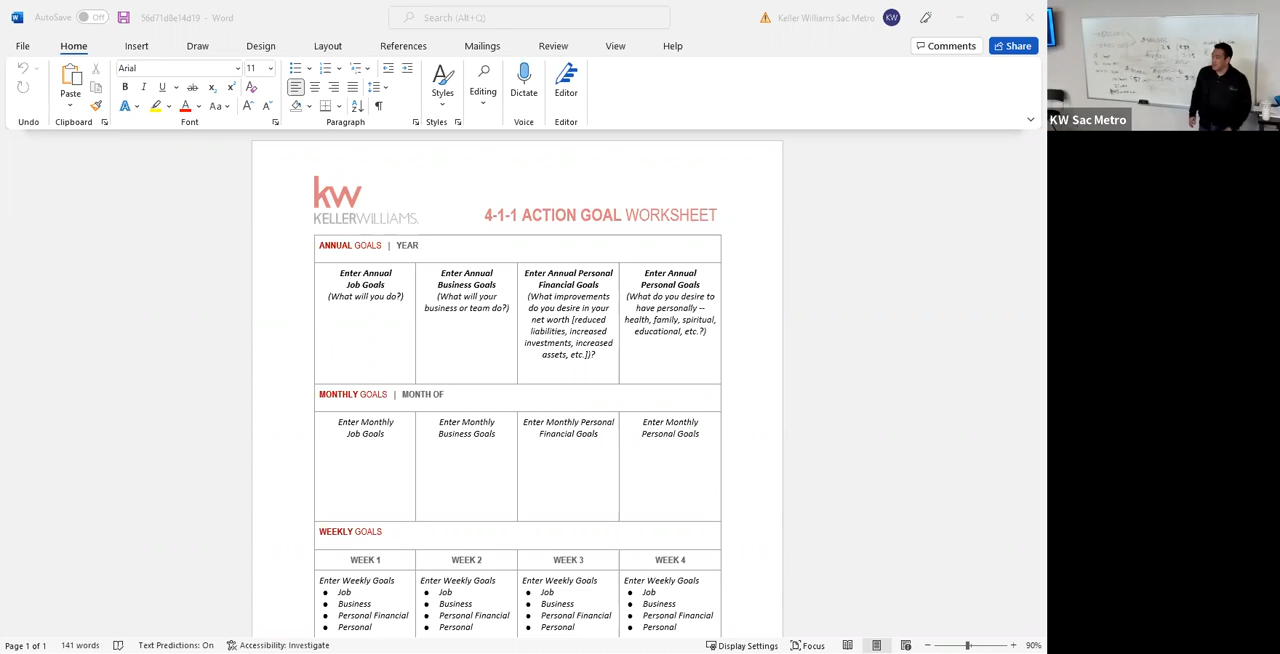 AutoSave Off 56d71d8e14d19 - Word Search (Alt+Q) Keller Williams Sac Metro KW
File Home Insert Draw Design Layout References Mailings Review View Help Comments Share
Arial 11
Paste Styles Editing Dictate Editor
B I U ab x₂ x² A
A A Aa A A
Undo Clipboard Font Paragraph Styles Voice Editor
KW Sac Metro
kw
KELLERWILLIAMS.
4-1-1 ACTION GOAL WORKSHEET
ANNUAL GOALS | YEAR
Enter Annual
Job Goals
(What will you do?)
Enter Annual
Business Goals
(What will your
business or team do?)
Enter Annual Personal
Financial Goals
(What improvements
do you desire in your
net worth [reduced
liabilities, increased
investments, increased
assets, etc.])?
Enter Annual
Personal Goals
(What do you desire to
have personally --
health, family, spiritual,
educational, etc.?)
MONTHLY GOALS | MONTH OF
Enter Monthly
Job Goals
Enter Monthly
Business Goals
Enter Monthly Personal
Financial Goals
Enter Monthly
Personal Goals
WEEKLY GOALS
WEEK 1 WEEK 2 WEEK 3 WEEK 4
Enter Weekly Goals
● Job
● Business
● Personal Financial
● Personal
Enter Weekly Goals
● Job
● Business
● Personal Financial
● Personal
Enter Weekly Goals
● Job
● Business
● Personal Financial
● Personal
Enter Weekly Goals
● Job
● Business
● Personal Financial
● Personal
Page 1 of 1 141 words Text Predictions: On Accessibility: Investigate Display Settings Focus 90%